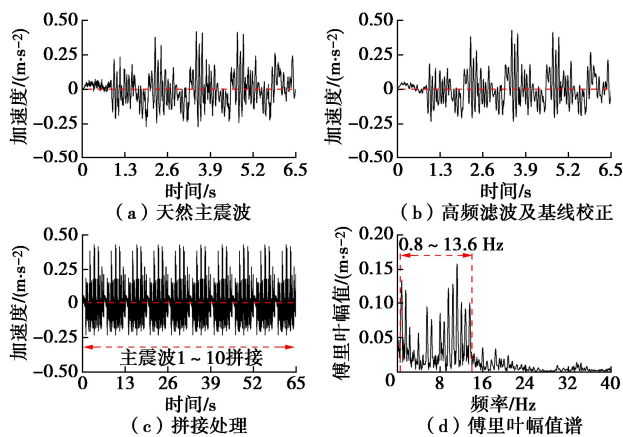 加速度/(m·s⁻²)
0.50
0.25
0
−0.25
−0.50
1.3 2.6 3.9 5.2 6.5
时间/s
（a）天然主震波
加速度/(m·s⁻²)
0.50
0.25
0
−0.25
−0.50
1.3 2.6 3.9 5.2 6.5
时间/s
（b）高频滤波及基线校正
加速度/(m·s⁻²)
0.50
0.25
0
−0.25
−0.50
主震波1～10拼接
13 26 39 52 65
时间/s
（c）拼接处理
傅里叶幅值/(m·s⁻²)
0.20
0.15
0.10
0.05
0
0.8～13.6 Hz
8 16 24 32 40
频率/Hz
（d）傅里叶幅值谱